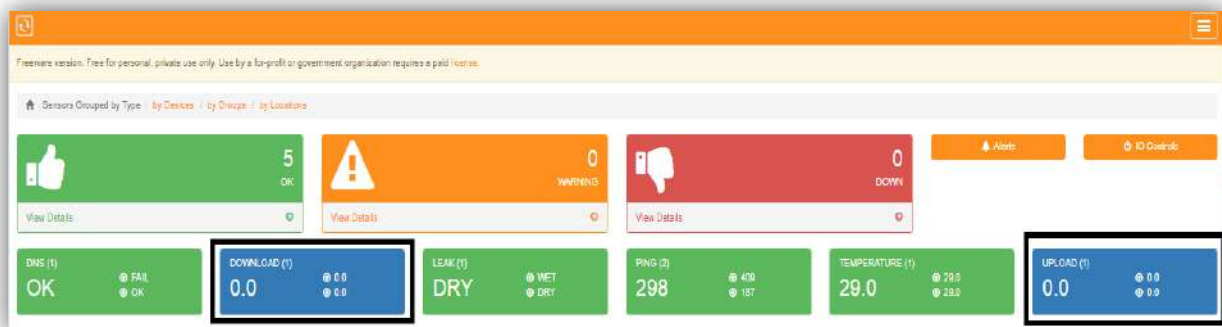 Freeware version. Free for personal, private use only. Use by a for-profit or government organization requires a paid license.
Sensors Grouped by Type / by Devices / by Groups / by Locations
5
OK
View Details
0
WARNING
View Details
0
DOWN
View Details
Alerts
IO Controls
DNS (1)
OK
FAIL
OK
DOWNLOAD (1)
0.0
0.0
0.0
LEAK (1)
DRY
WET
DRY
PING (2)
298
409
187
TEMPERATURE (1)
29.0
29.0
29.0
UPLOAD (1)
0.0
0.0
0.0